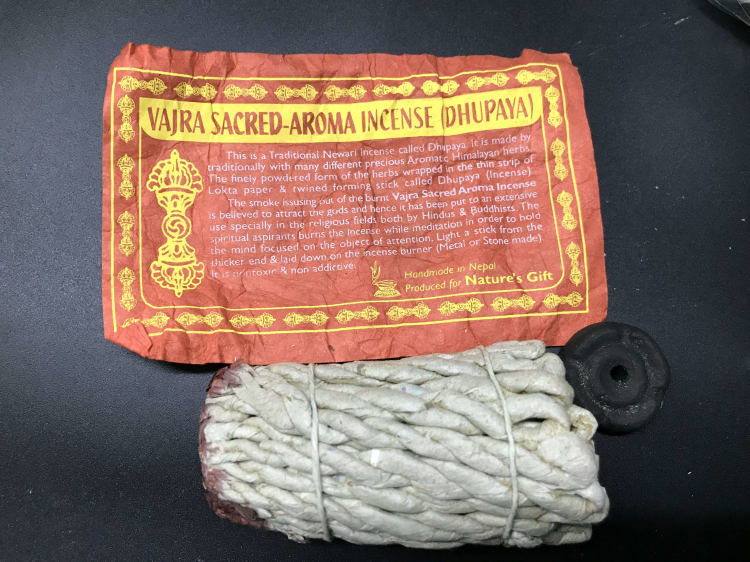 VAJRA SACRED-AROMA INCENSE (DHUPAYA)
This is a Traditional Newari Incense called Dhupaya. It is made by
traditionally with many different precious Aromatc Himalayan herbs.
The finely powdered form of the herbs wrapped in the thin strip of
Lokta paper & twined forming stick called Dhupaya (Incense)
The smoke issusing out of the burnt Vajra Sacred Aroma Incense
is believed to attract the gods and hence it has been put to an extensive
use specially in the religious fields both by Hindus & Buddhists. The
spiritual aspirants burns the incense while meditation in order to hold
the mind focused on the object of attention. Light a stick from the
thicker end & laid down on the incense burner (Metal or Stone made)
It is nontoxic & non addictive.
Handmade in Nepal
Produced for Nature's Gift